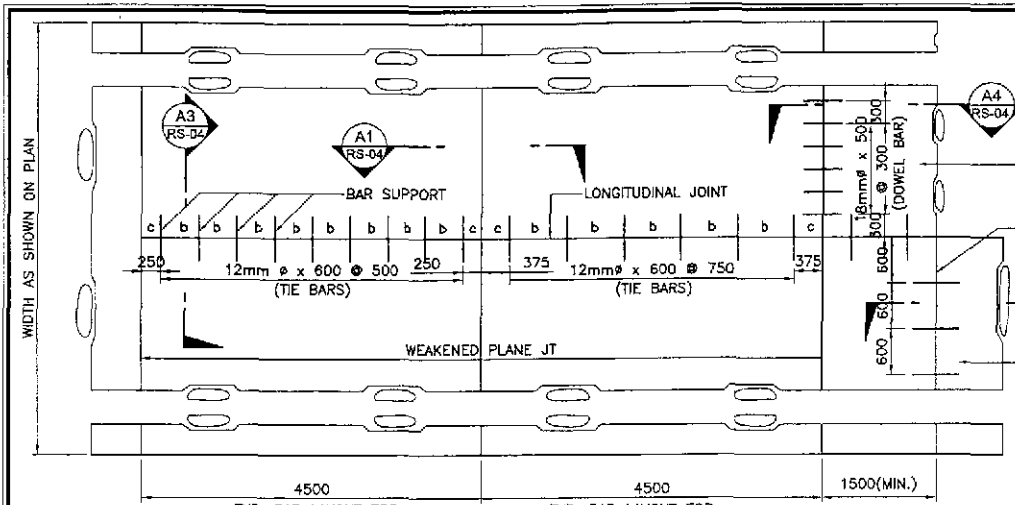 WIDTH AS SHOWN ON PLAN
A3
RS-04
A1
RS-04
A4
RS-04
BAR SUPPORT
LONGITUDINAL JOINT
300
18mmø x 500
@ 300
(DOWEL BAR)
300
c b b b b b b b b c c b b b b b c
250
12mm ø x 600 @ 500
(TIE BARS)
250
375
12mmø x 600 @ 750
(TIE BARS)
375
600
600
600
WEAKENED PLANE JT
4500
4500
1500(MIN.)